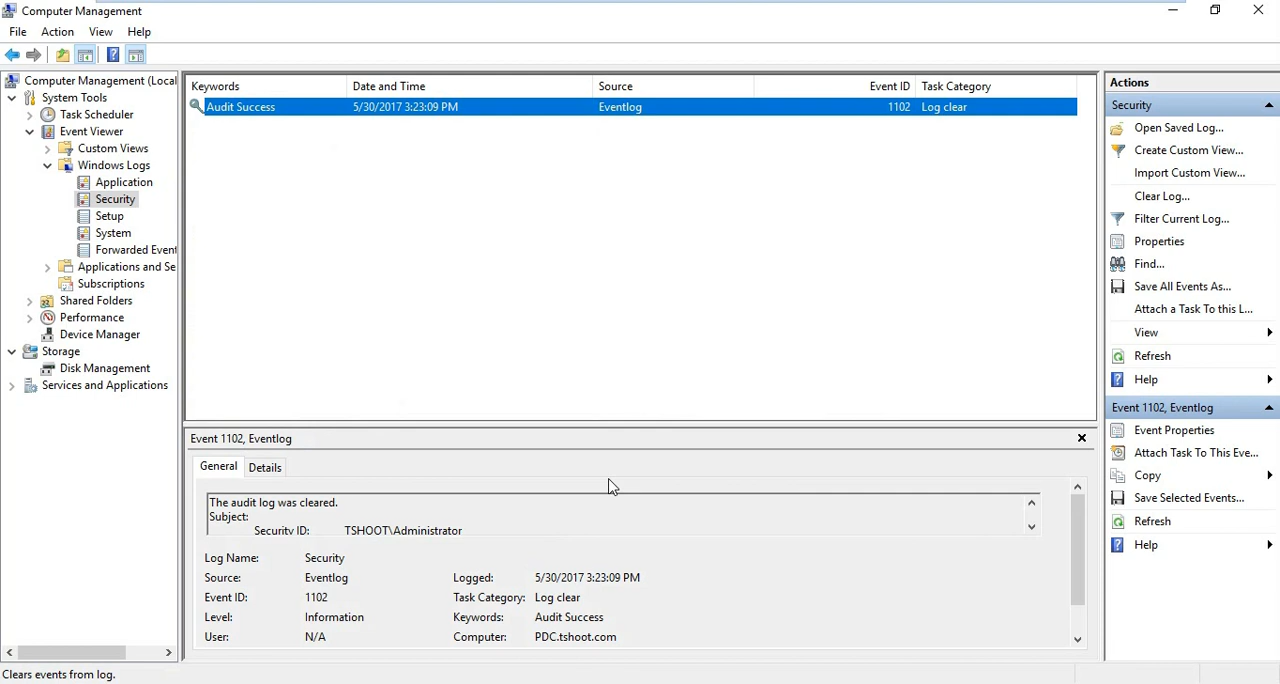 Computer Management
File Action View Help
Computer Management (Local
System Tools
Task Scheduler
Event Viewer
Custom Views
Windows Logs
Application
Security
Setup
System
Forwarded Event
Applications and Se
Subscriptions
Shared Folders
Performance
Device Manager
Storage
Disk Management
Services and Applications
Keywords Date and Time Source Event ID Task Category
Audit Success 5/30/2017 3:23:09 PM Eventlog 1102 Log clear
Event 1102, Eventlog
General Details
The audit log was cleared.
Subject:
Security ID: TSHOOT\Administrator
Log Name: Security
Source: Eventlog Logged: 5/30/2017 3:23:09 PM
Event ID: 1102 Task Category: Log clear
Level: Information Keywords: Audit Success
User: N/A Computer: PDC.tshoot.com
Actions
Security
Open Saved Log...
Create Custom View...
Import Custom View...
Clear Log...
Filter Current Log...
Properties
Find...
Save All Events As...
Attach a Task To this L...
View
Refresh
Help
Event 1102, Eventlog
Event Properties
Attach Task To This Eve...
Copy
Save Selected Events...
Refresh
Help
Clears events from log.